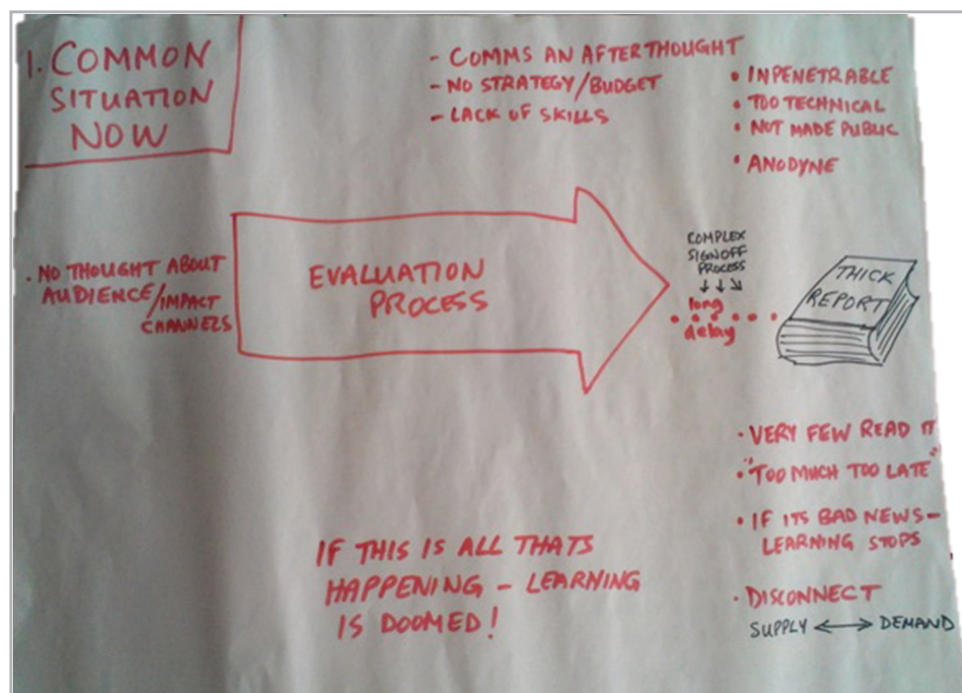 1. COMMON
SITUATION
NOW
- COMMS AN AFTERTHOUGHT
- NO STRATEGY/BUDGET
- LACK OF SKILLS
• INPENETRABLE
• TOO TECHNICAL
• NOT MADE PUBLIC
• ANODYNE
• NO THOUGHT ABOUT
AUDIENCE/IMPACT
CHANNELS
EVALUATION
PROCESS
COMPLEX
SIGNOFF
PROCESS
long
delay
THICK
REPORT
• VERY FEW READ IT
• "TOO MUCH TOO LATE"
• IF ITS BAD NEWS -
LEARNING STOPS
• DISCONNECT
SUPPLY ↔ DEMAND
IF THIS IS ALL THATS
HAPPENING - LEARNING
IS DOOMED!